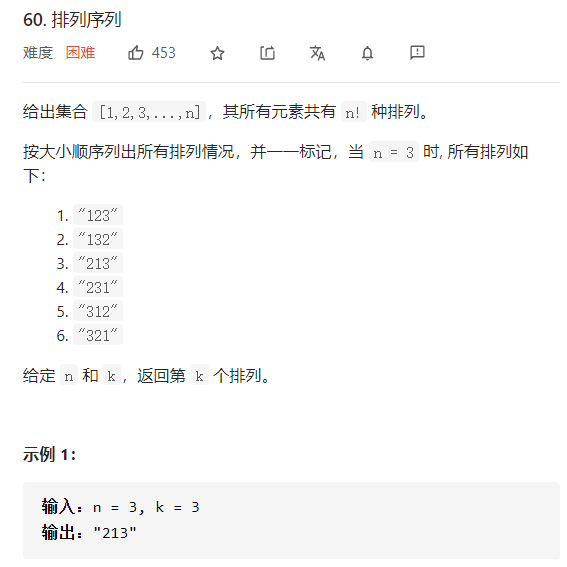 60. 排列序列
难度 困难 453
给出集合 [1,2,3,...,n]，其所有元素共有 n! 种排列。
按大小顺序列出所有排列情况，并一一标记，当 n = 3 时, 所有排列如
下：
1. "123"
2. "132"
3. "213"
4. "231"
5. "312"
6. "321"
给定 n 和 k，返回第 k 个排列。
示例 1：
输入：n = 3, k = 3
输出："213"